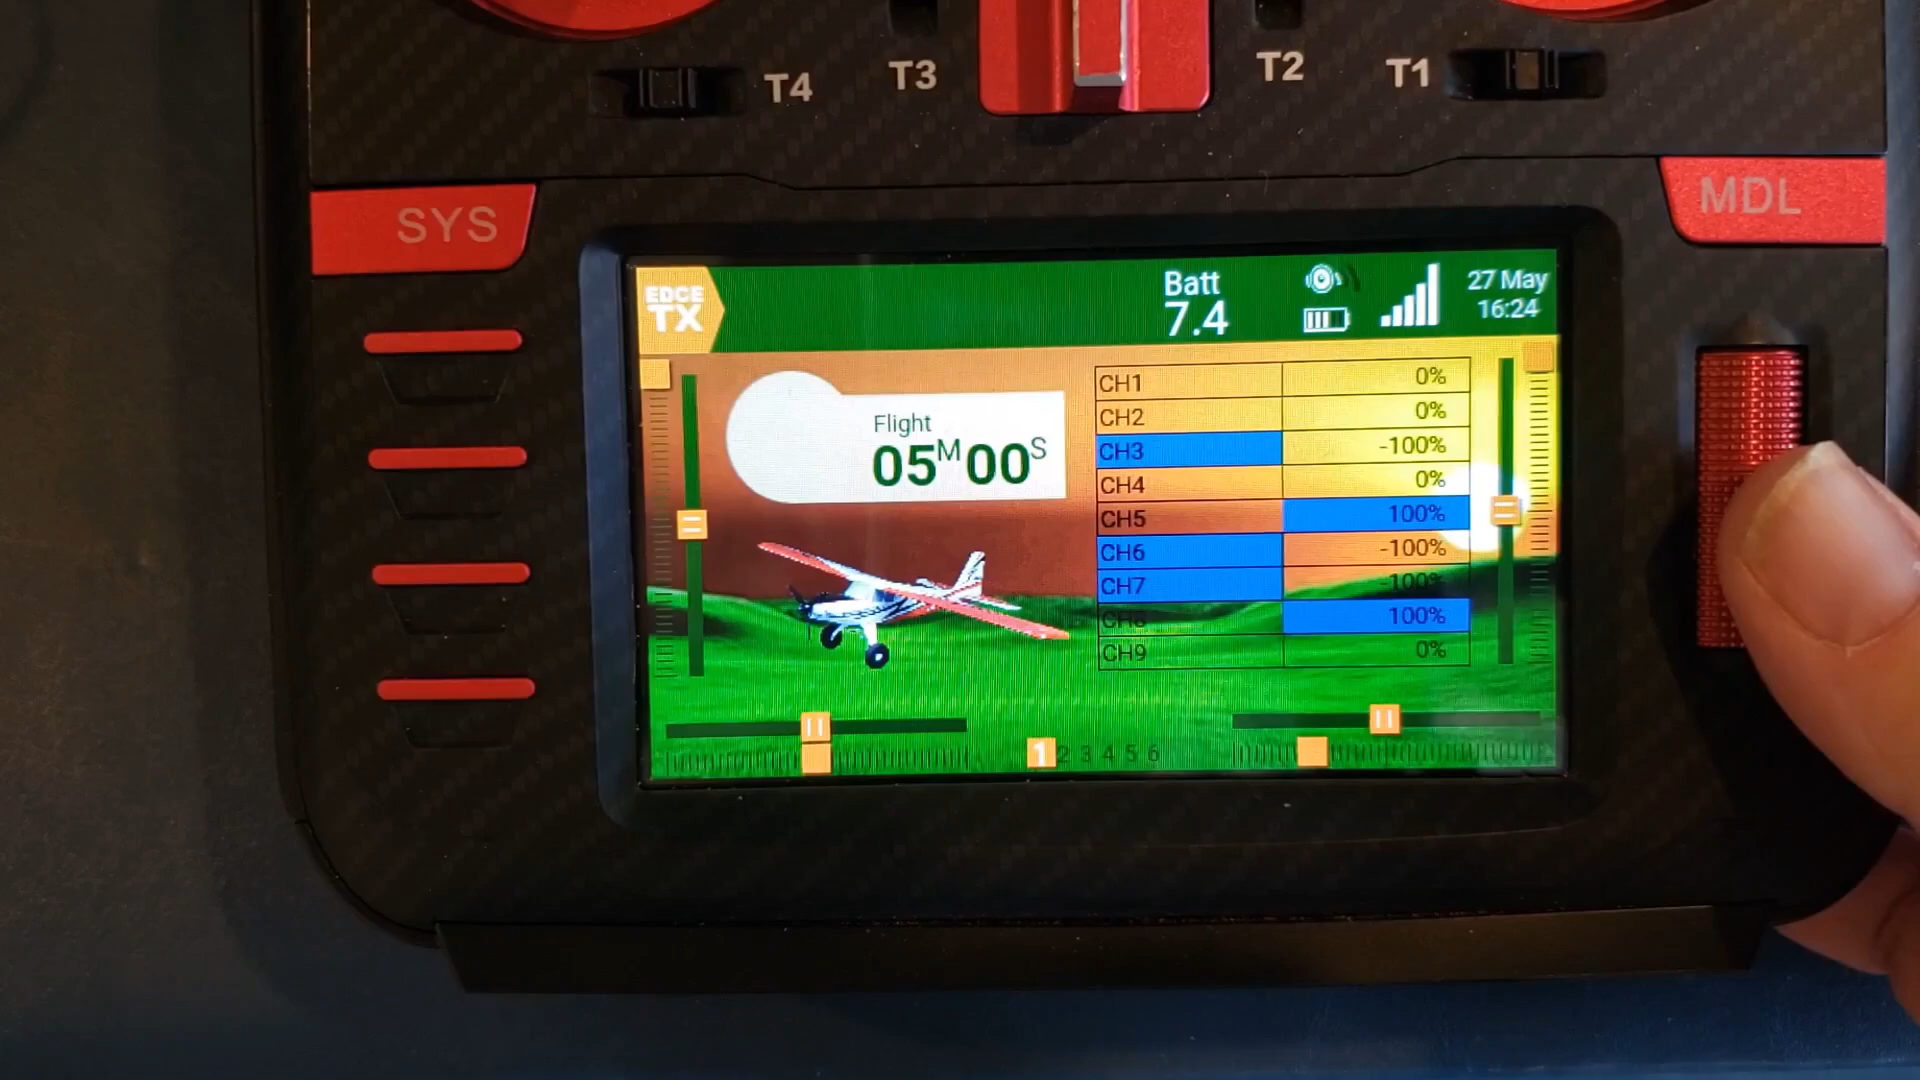 T4
T3
T2
T1
SYS
MDL
EDGE
TX
Batt
7.4
27 May
16:24
Flight
05M00S
CH1 0%
CH2 0%
CH3 -100%
CH4 0%
CH5 100%
CH6 -100%
CH7 -100%
CH8 100%
CH9 0%
1 2 3 4 5 6